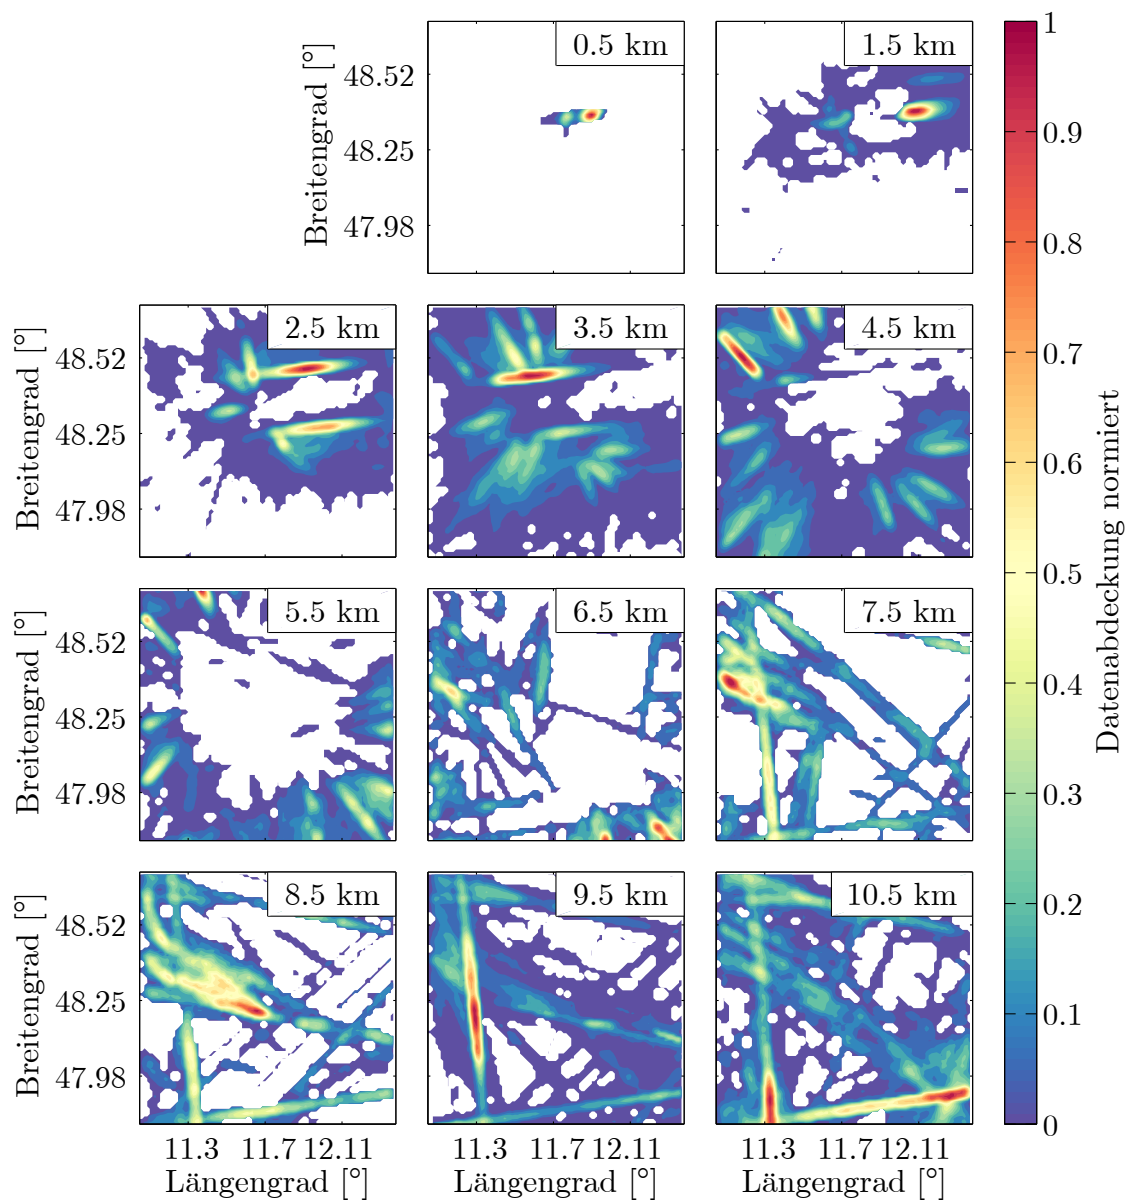 0.5 km
1.5 km
Breitengrad [°]
48.52
48.25
47.98
2.5 km
3.5 km
4.5 km
Breitengrad [°]
48.52
48.25
47.98
5.5 km
6.5 km
7.5 km
Breitengrad [°]
48.52
48.25
47.98
8.5 km
9.5 km
10.5 km
Breitengrad [°]
48.52
48.25
47.98
11.3 11.7 12.11
Längengrad [°]
11.3 11.7 12.11
Längengrad [°]
11.3 11.7 12.11
Längengrad [°]
1
0.9
0.8
0.7
0.6
0.5
0.4
0.3
0.2
0.1
0
Datenabdeckung normiert